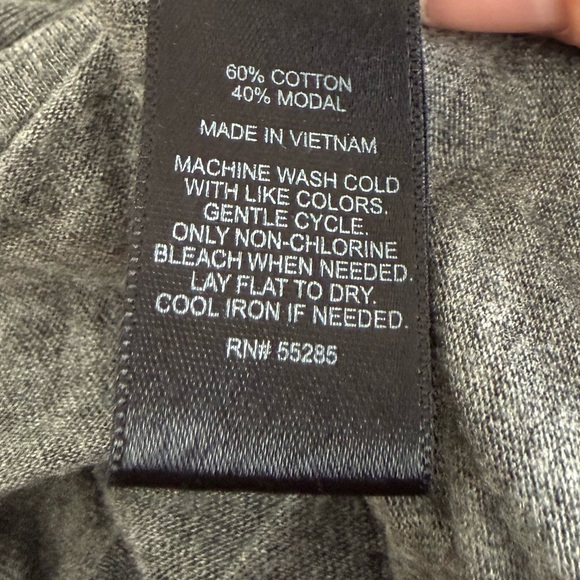 60% COTTON
40% MODAL
MADE IN VIETNAM
MACHINE WASH COLD
WITH LIKE COLORS.
GENTLE CYCLE.
ONLY NON-CHLORINE
BLEACH WHEN NEEDED.
LAY FLAT TO DRY.
COOL IRON IF NEEDED.
RN# 55285